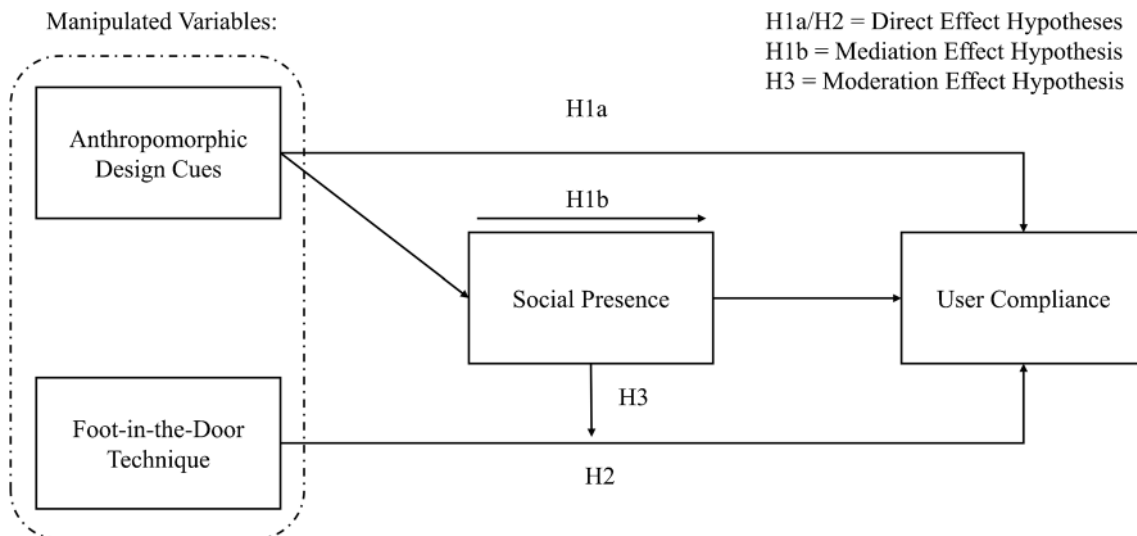 Manipulated Variables:
H1a/H2 = Direct Effect Hypotheses
H1b = Mediation Effect Hypothesis
H3 = Moderation Effect Hypothesis
Anthropomorphic
Design Cues
H1a
H1b
Social Presence
User Compliance
H3
Foot-in-the-Door
Technique
H2